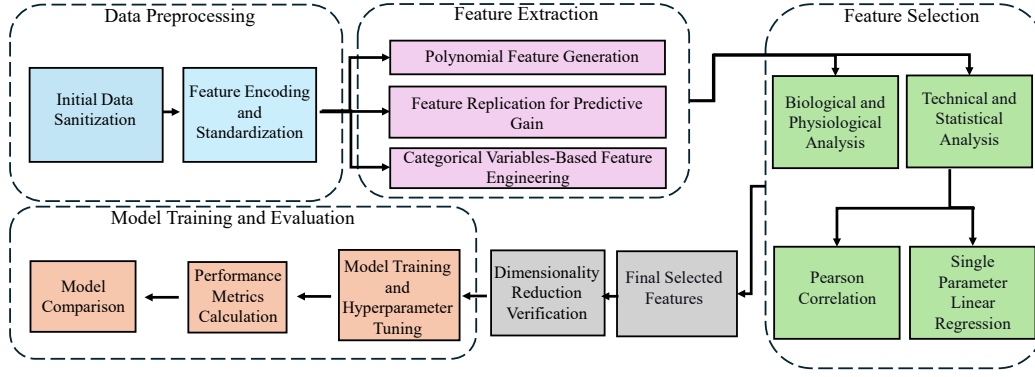 Data Preprocessing
Initial Data
Sanitization
Feature Encoding
and
Standardization
Feature Extraction
Polynomial Feature Generation
Feature Replication for Predictive
Gain
Categorical Variables-Based Feature
Engineering
Feature Selection
Biological and
Physiological
Analysis
Technical and
Statistical
Analysis
Pearson
Correlation
Single
Parameter
Linear
Regression
Final Selected
Features
Dimensionality
Reduction
Verification
Model Training and Evaluation
Model Training
and
Hyperparameter
Tuning
Performance
Metrics
Calculation
Model
Comparison